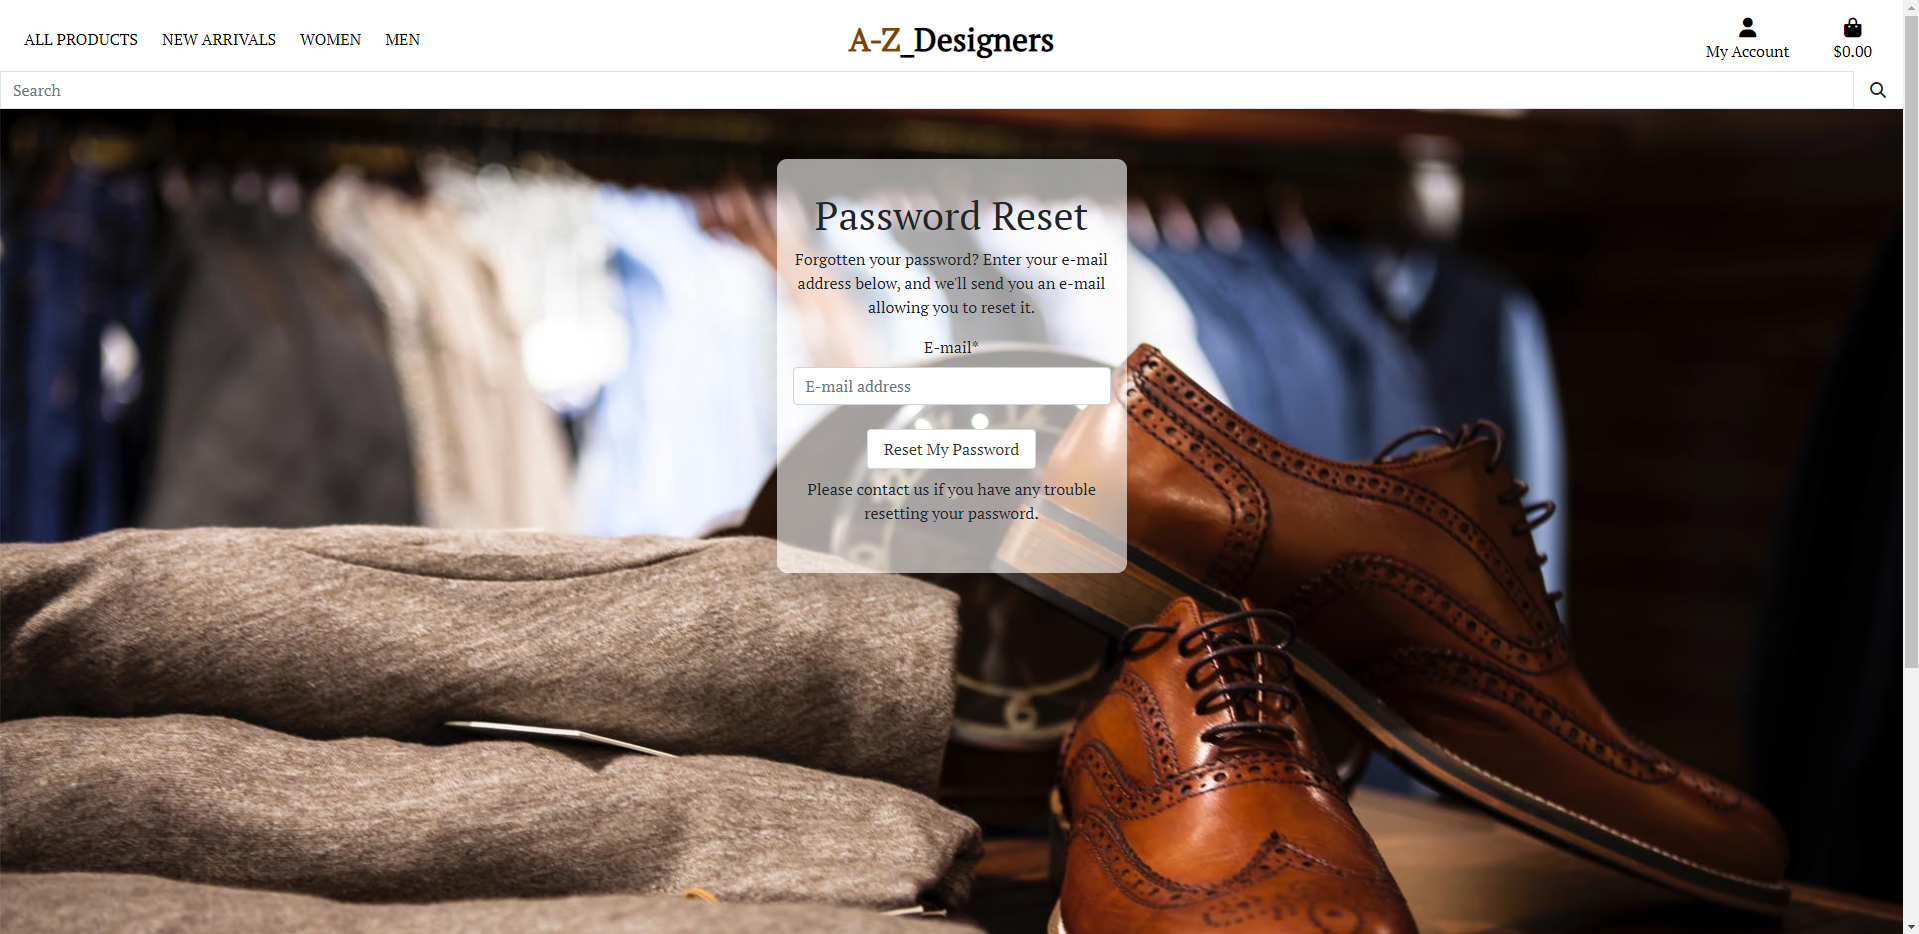 ALL PRODUCTS NEW ARRIVALS WOMEN MEN
A-Z_Designers
My Account
$0.00
Search
Password Reset
Forgotten your password? Enter your e-mail
address below, and we'll send you an e-mail
allowing you to reset it.
E-mail*
E-mail address
Reset My Password
Please contact us if you have any trouble
resetting your password.